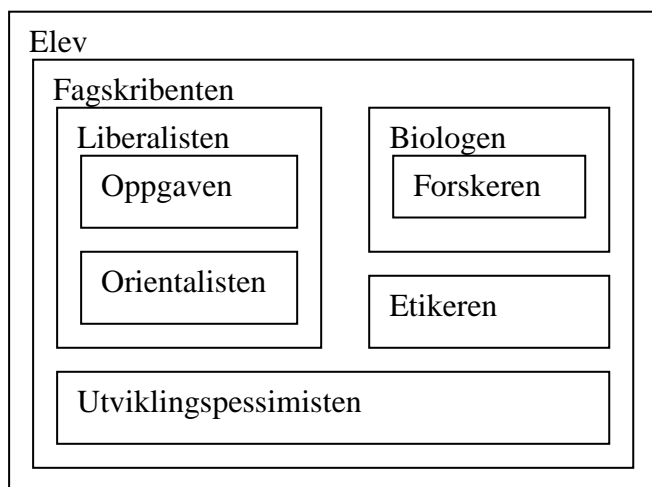 Elev
Fagskribenten
Liberalisten
Oppgaven
Orientalisten
Biologen
Forskeren
Etikeren
Utviklingspessimisten